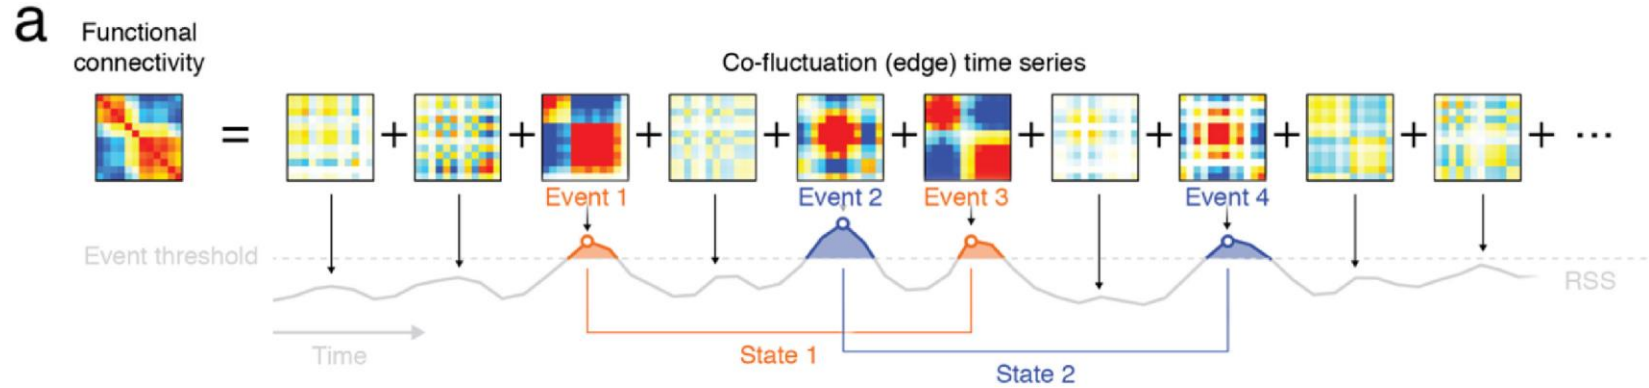 a
Functional
connectivity
Co-fluctuation (edge) time series
=
+ + + + + + + + + + ...
Event 1
Event 2
Event 3
Event 4
Event threshold
RSS
Time
State 1
State 2